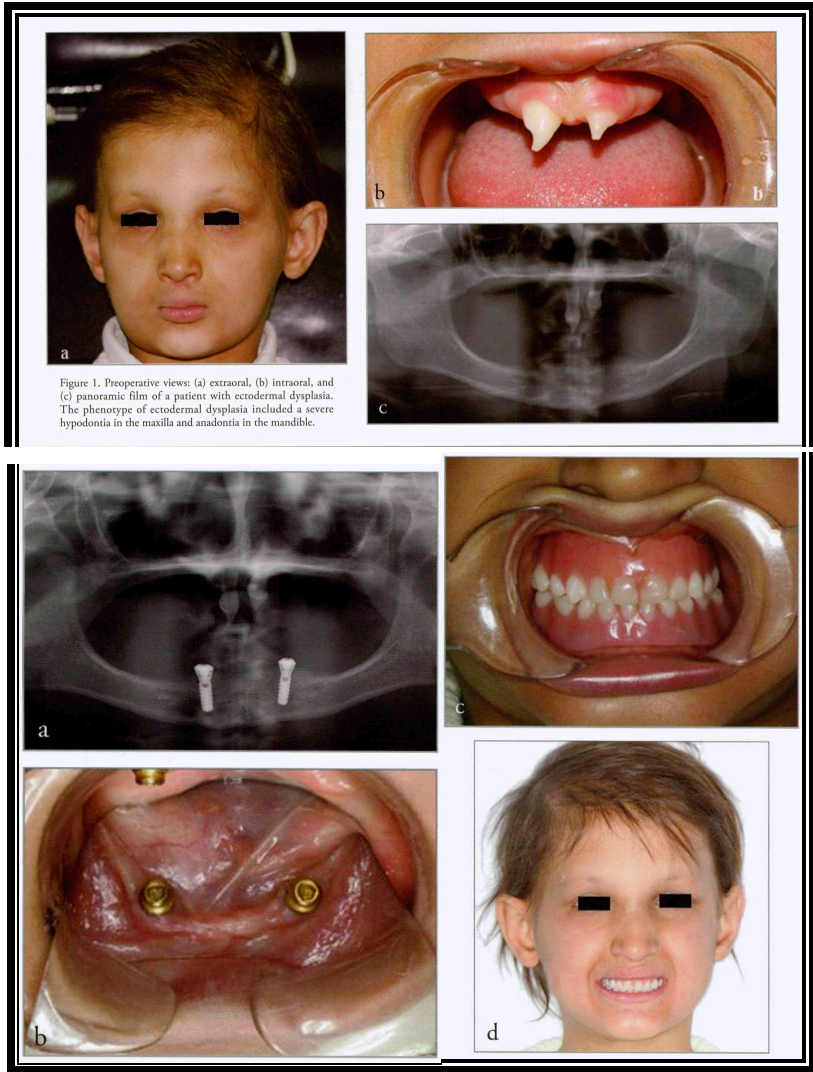 a
b
b
c
Figure 1. Preoperative views: (a) extraoral, (b) intraoral, and
(c) panoramic film of a patient with ectodermal dysplasia.
The phenotype of ectodermal dysplasia included a severe
hypodontia in the maxilla and anadontia in the mandible.
a
c
b
d